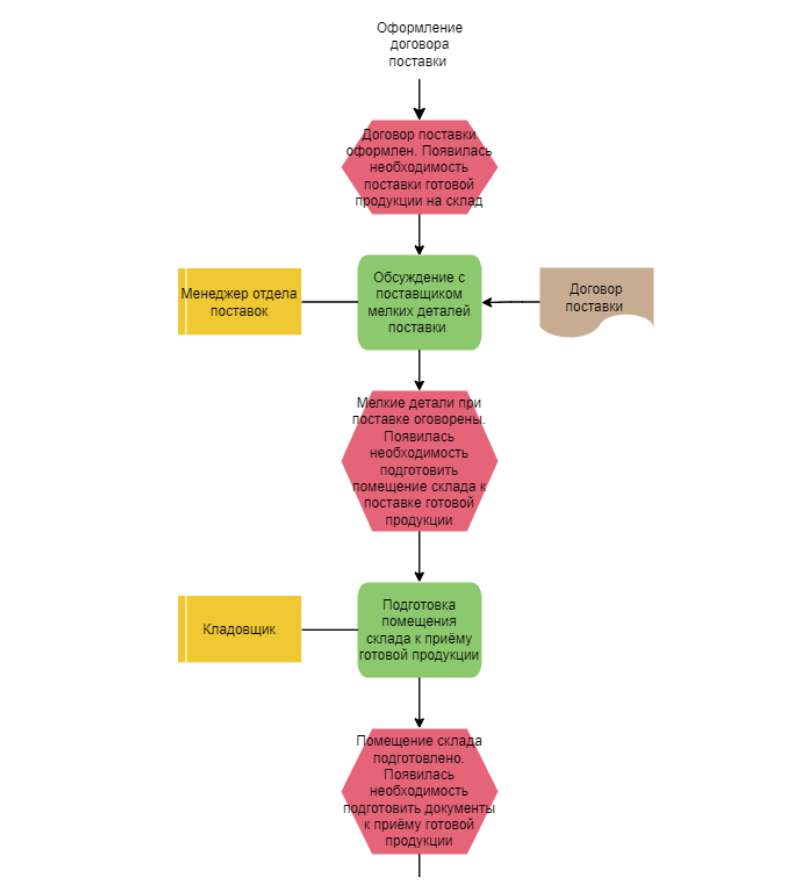 Оформление
договора
поставки
Договор поставки
оформлен. Появилась
необходимость
поставки готовой
продукции на склад
Менеджер отдела
поставок
Обсуждение с
поставщиком
мелких деталей
поставки
Договор
поставки
Мелкие детали при
поставке оговорены.
Появилась
необходимость
подготовить
помещение склада к
поставке готовой
продукции
Кладовщик
Подготовка
помещения
склада к приёму
готовой продукции
Помещение склада
подготовлено.
Появилась
необходимость
подготовить документы
к приёму готовой
продукции